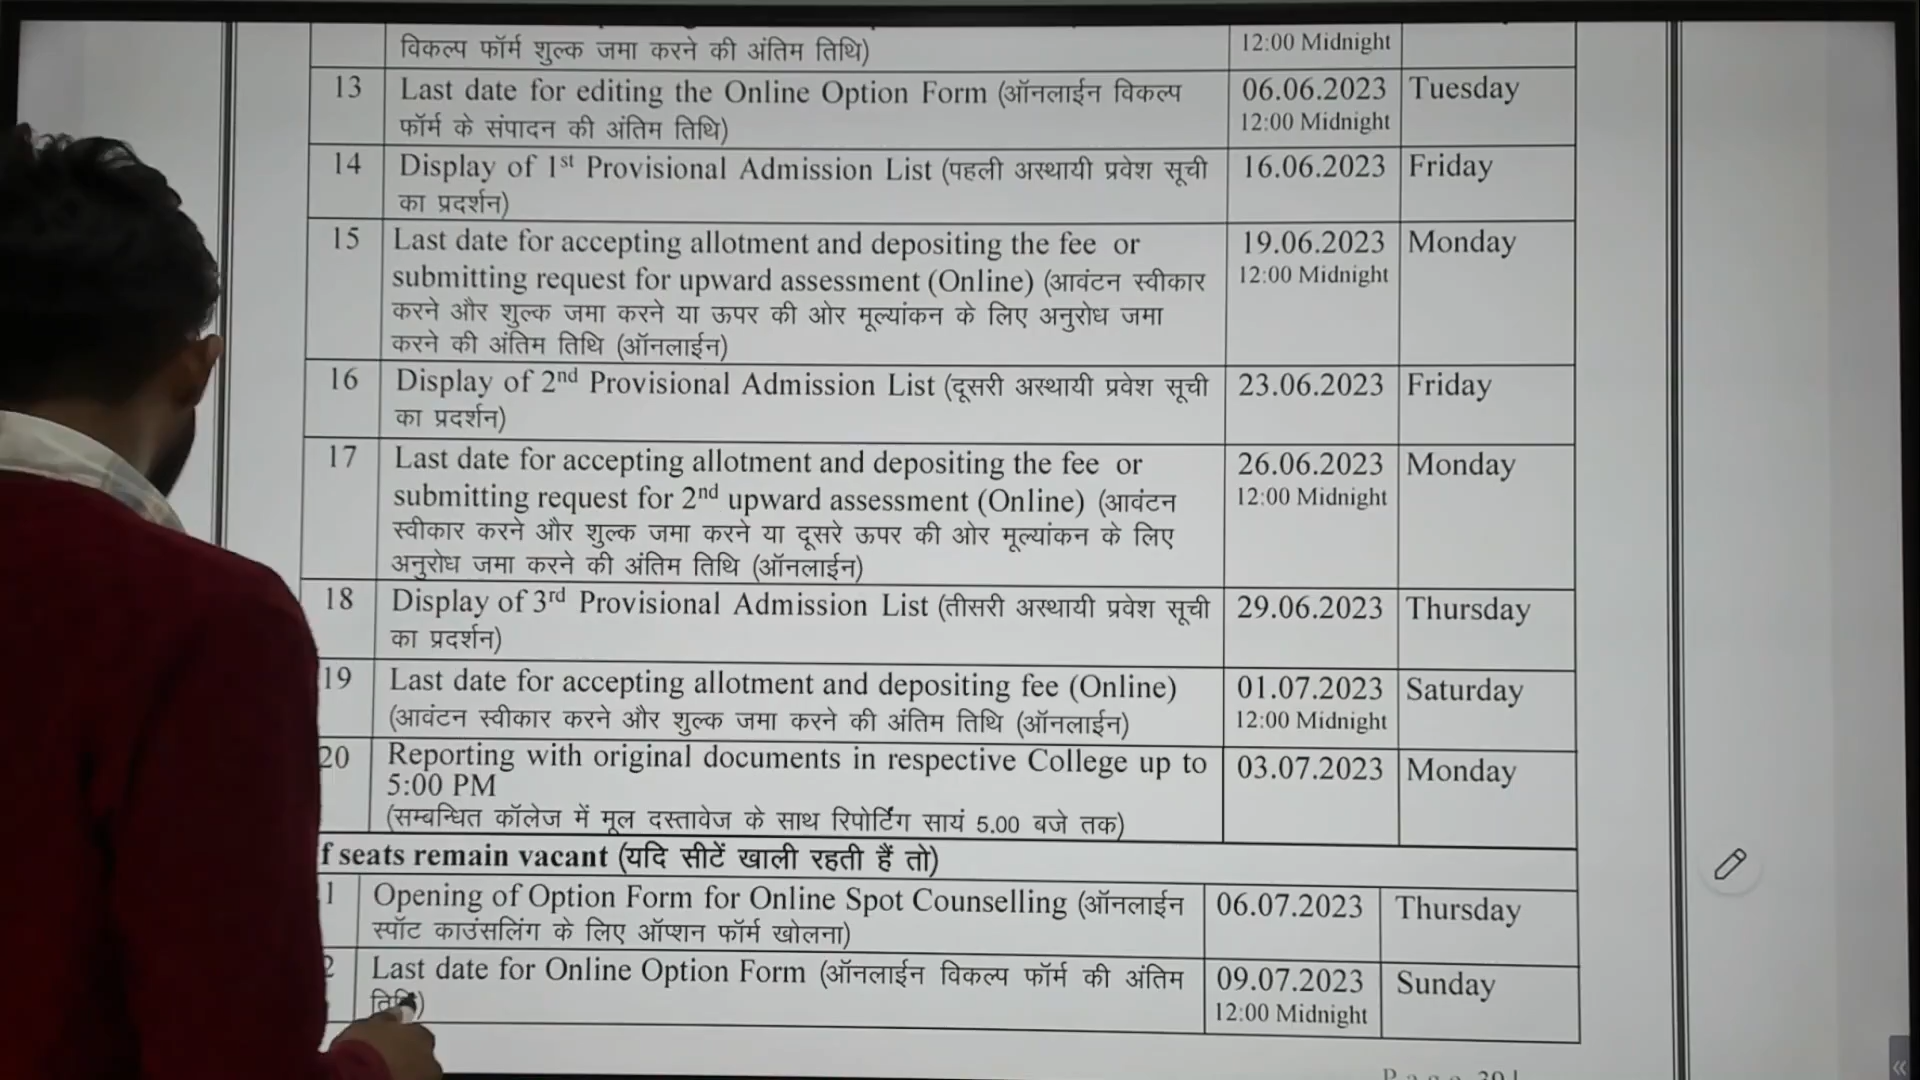 विकल्प फॉर्म शुल्क जमा करने की अंतिम तिथि)
12:00 Midnight
13 Last date for editing the Online Option Form (ऑनलाईन विकल्प 06.06.2023 Tuesday
फॉर्म के संपादन की अंतिम तिथि) 12:00 Midnight
14 Display of 1st Provisional Admission List (पहली अस्थायी प्रवेश सूची 16.06.2023 Friday
का प्रदर्शन)
15 Last date for accepting allotment and depositing the fee or 19.06.2023 Monday
submitting request for upward assessment (Online) (आवंटन स्वीकार 12:00 Midnight
करने और शुल्क जमा करने या ऊपर की ओर मूल्यांकन के लिए अनुरोध जमा
करने की अंतिम तिथि (ऑनलाईन)
16 Display of 2nd Provisional Admission List (दूसरी अस्थायी प्रवेश सूची 23.06.2023 Friday
का प्रदर्शन)
17 Last date for accepting allotment and depositing the fee or 26.06.2023 Monday
submitting request for 2nd upward assessment (Online) (आवंटन 12:00 Midnight
स्वीकार करने और शुल्क जमा करने या दूसरे ऊपर की ओर मूल्यांकन के लिए
अनुरोध जमा करने की अंतिम तिथि (ऑनलाईन)
18 Display of 3rd Provisional Admission List (तीसरी अस्थायी प्रवेश सूची 29.06.2023 Thursday
का प्रदर्शन)
19 Last date for accepting allotment and depositing fee (Online) 01.07.2023 Saturday
(आवंटन स्वीकार करने और शुल्क जमा करने की अंतिम तिथि (ऑनलाईन) 12:00 Midnight
20 Reporting with original documents in respective College up to 03.07.2023 Monday
5:00 PM
(सम्बन्धित कॉलेज में मूल दस्तावेज के साथ रिपोर्टिंग सायं 5.00 बजे तक)
f seats remain vacant (यदि सीटें खाली रहती हैं तो)
1 Opening of Option Form for Online Spot Counselling (ऑनलाईन 06.07.2023 Thursday
स्पॉट काउंसलिंग के लिए ऑप्शन फॉर्म खोलना)
2 Last date for Online Option Form (ऑनलाईन विकल्प फॉर्म की अंतिम 09.07.2023 Sunday
12:00 Midnight